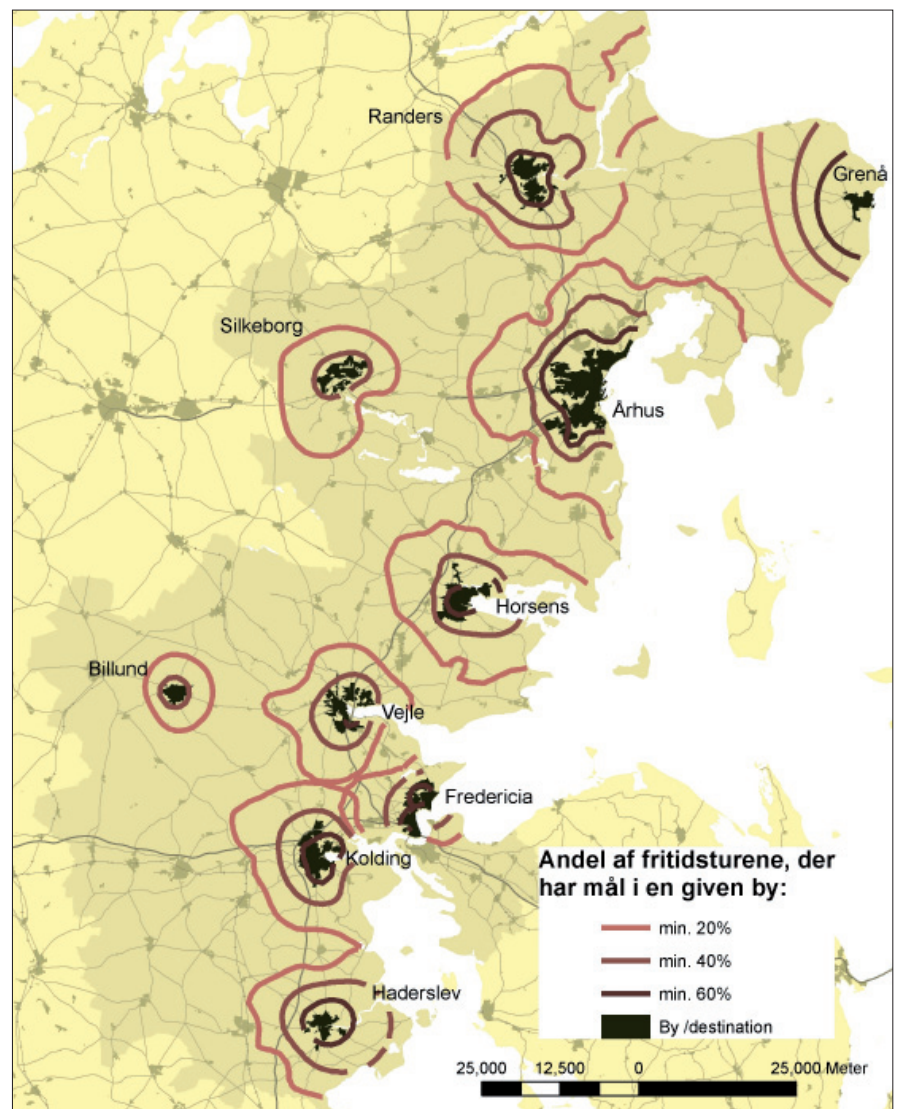 Randers
Grenå
Silkeborg
Århus
Horsens
Billund
Vejle
Fredericia
Kolding
Haderslev
Andel af fritidsturene, der
har mål i en given by:
min. 20%
min. 40%
min. 60%
By /destination
25,000 12,500 0 25,000 Meter